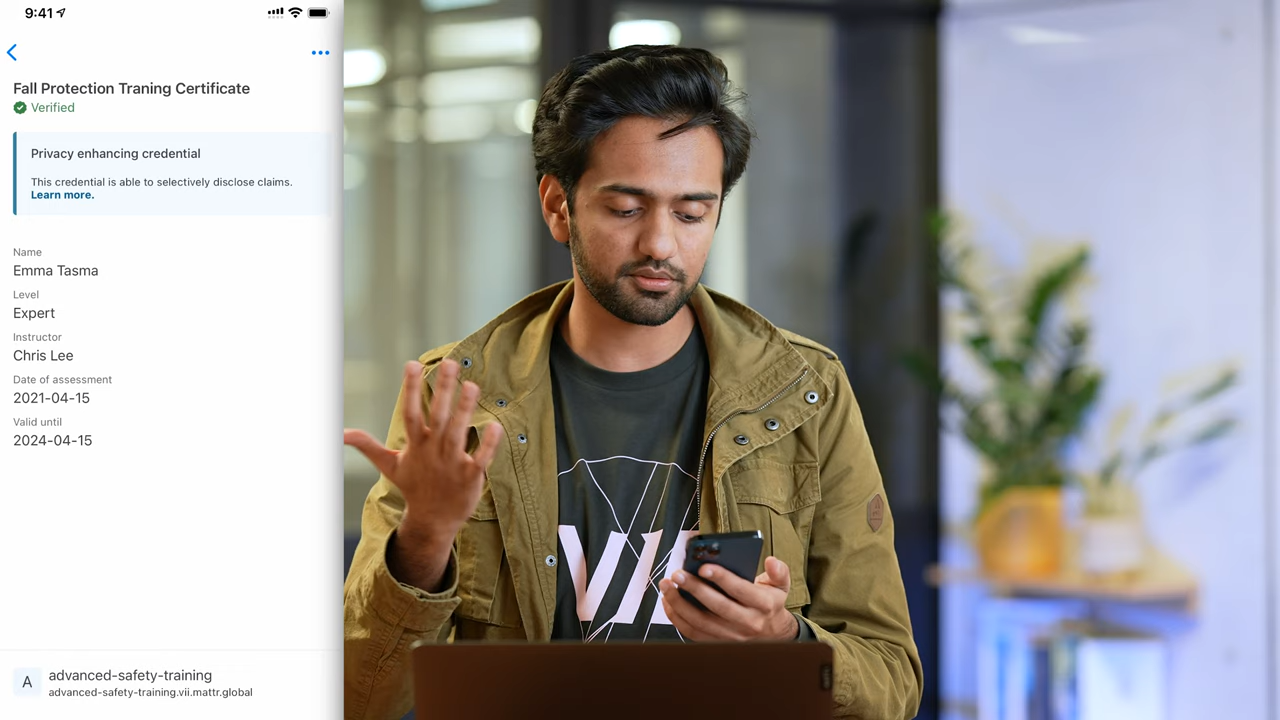 9:41
Fall Protection Traning Certificate
Verified
Privacy enhancing credential
This credential is able to selectively disclose claims.
Learn more.
Name
Emma Tasma
Level
Expert
Instructor
Chris Lee
Date of assessment
2021-04-15
Valid until
2024-04-15
A
advanced-safety-training
advanced-safety-training.vii.mattr.global